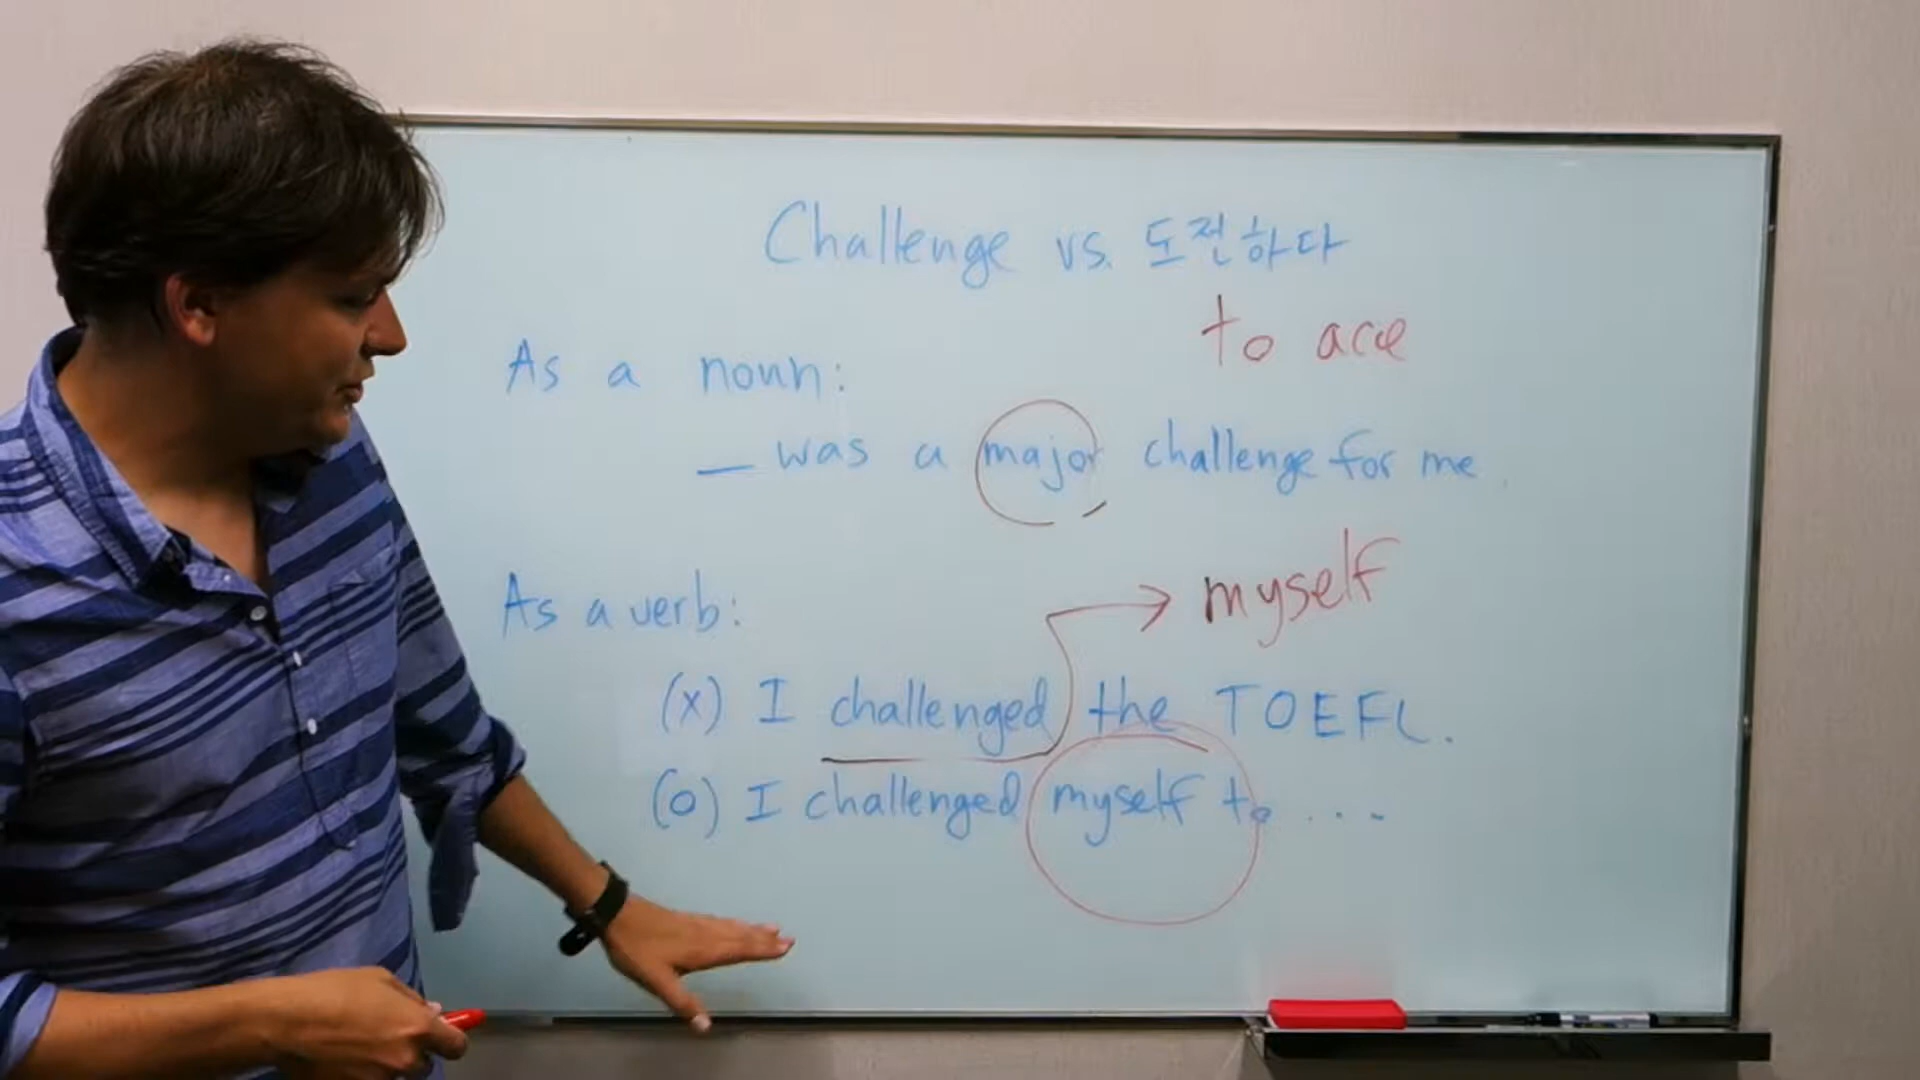 Challenge vs. 도전하다
to ace
As a noun:
_ was a major challenge for me.
As a verb:
myself
(x) I challenged the TOEFL.
(o) I challenged myself to ....